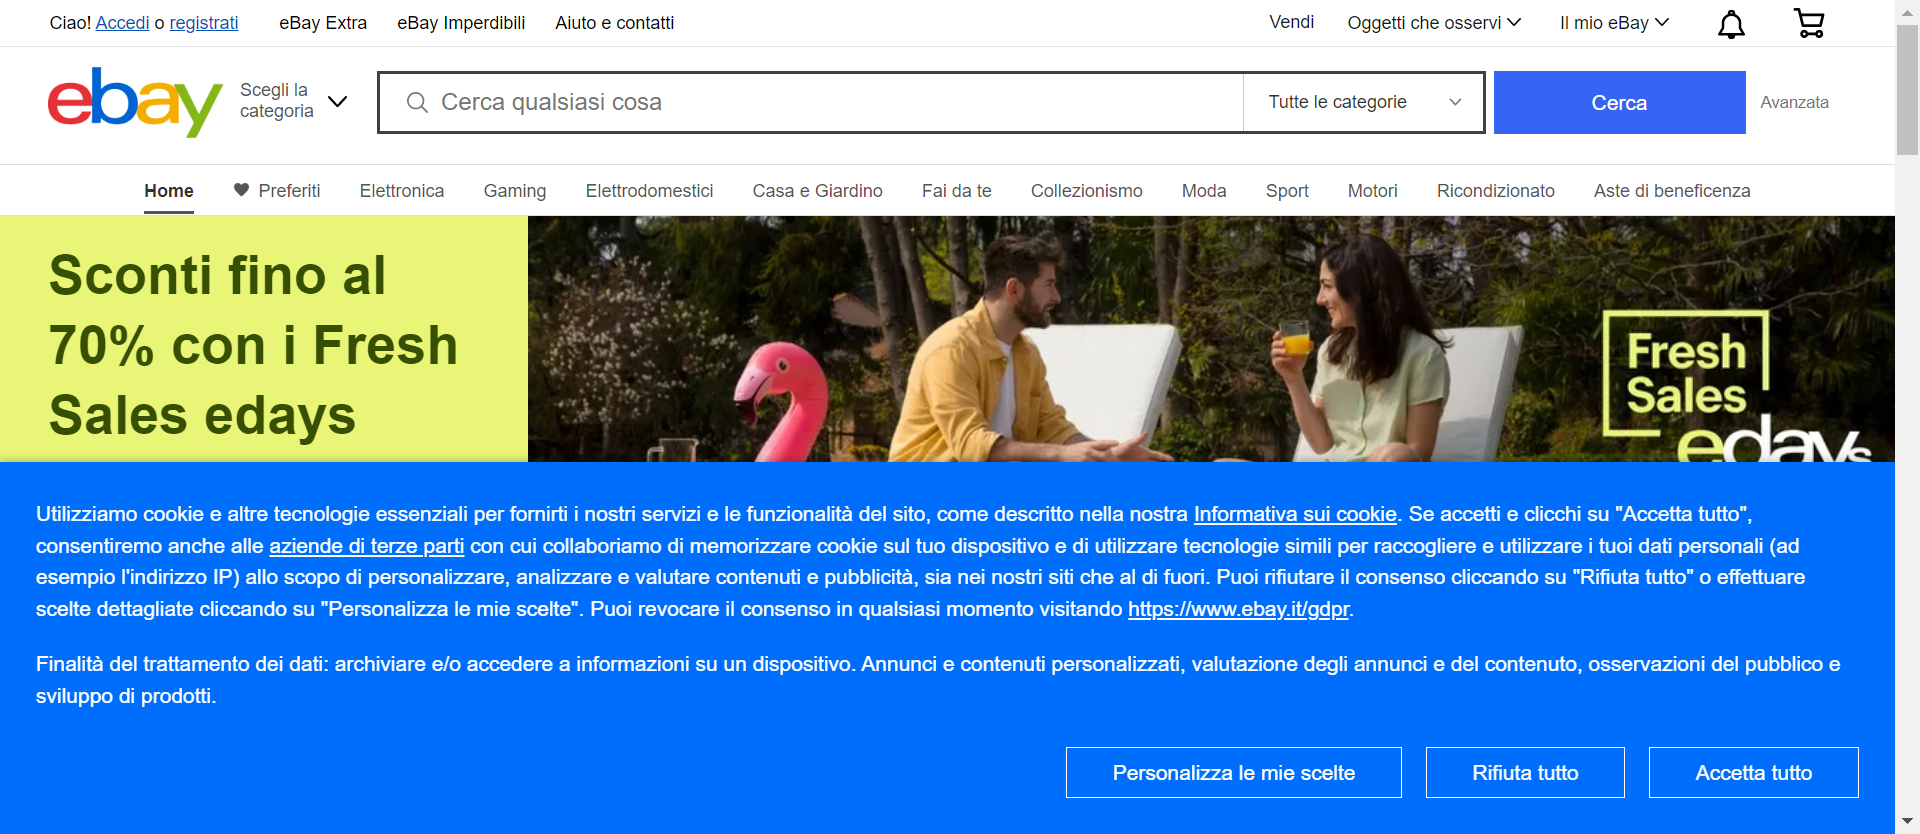 Ciao! Accedi o registrati eBay Extra eBay Imperdibili Aiuto e contatti Vendi Oggetti che osservi Il mio eBay
ebay Scegli la categoria Cerca qualsiasi cosa Tutte le categorie Cerca Avanzata
Home Preferiti Elettronica Gaming Elettrodomestici Casa e Giardino Fai da te Collezionismo Moda Sport Motori Ricondizionato Aste di beneficenza
Sconti fino al
70% con i Fresh
Sales edays
Fresh
Sales
edays
Utilizziamo cookie e altre tecnologie essenziali per fornirti i nostri servizi e le funzionalità del sito, come descritto nella nostra Informativa sui cookie. Se accetti e clicchi su "Accetta tutto",
consentiremo anche alle aziende di terze parti con cui collaboriamo di memorizzare cookie sul tuo dispositivo e di utilizzare tecnologie simili per raccogliere e utilizzare i tuoi dati personali (ad
esempio l'indirizzo IP) allo scopo di personalizzare, analizzare e valutare contenuti e pubblicità, sia nei nostri siti che al di fuori. Puoi rifiutare il consenso cliccando su "Rifiuta tutto" o effettuare
scelte dettagliate cliccando su "Personalizza le mie scelte". Puoi revocare il consenso in qualsiasi momento visitando https://www.ebay.it/gdpr.
Finalità del trattamento dei dati: archiviare e/o accedere a informazioni su un dispositivo. Annunci e contenuti personalizzati, valutazione degli annunci e del contenuto, osservazioni del pubblico e
sviluppo di prodotti.
Personalizza le mie scelte Rifiuta tutto Accetta tutto